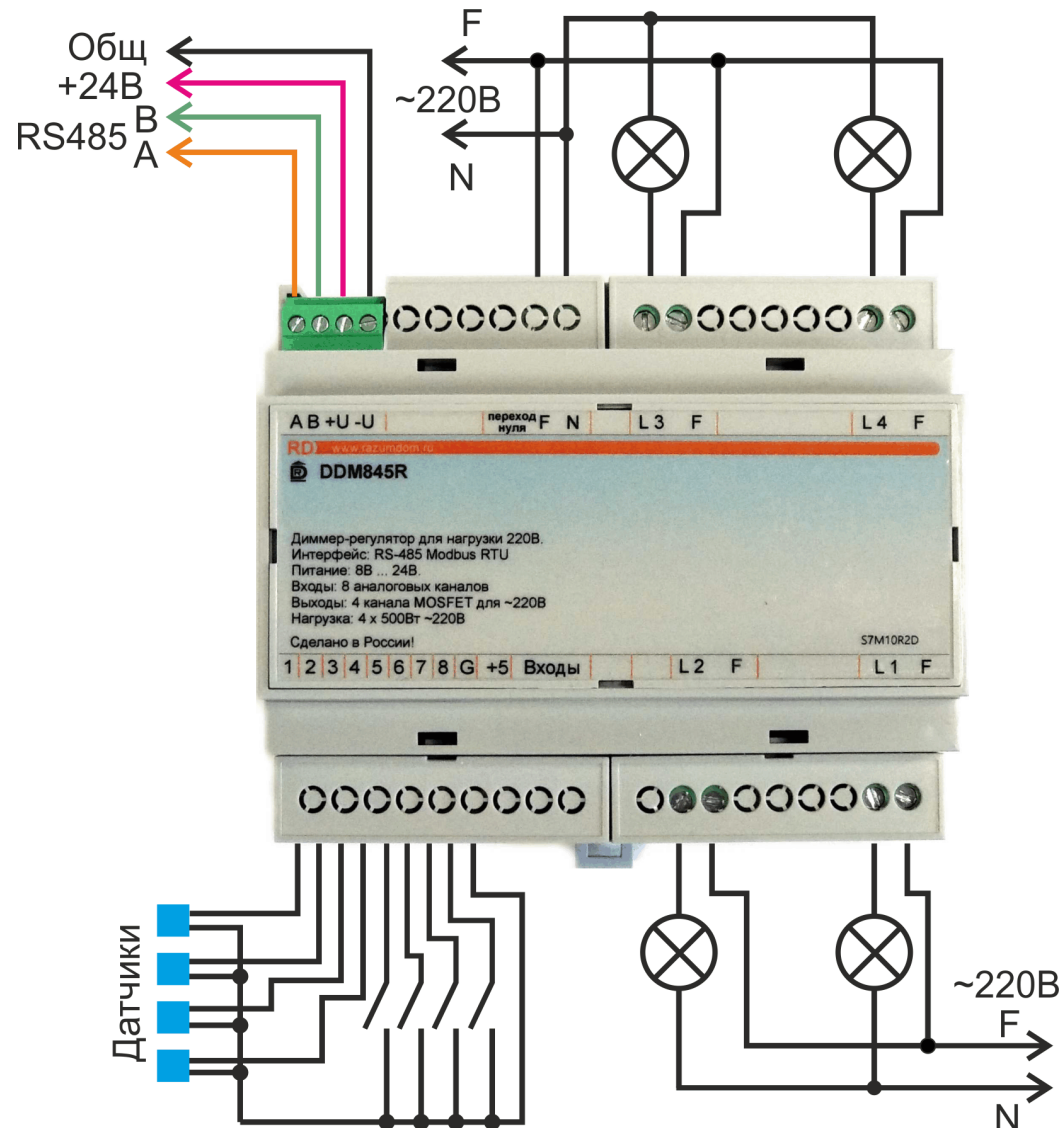 Общ
+24В
RS485 B
A
F
~220В
N
A B +U -U
переход
нуля
F N
L3 F
L4 F
RD) www.razumdom.ru
DDM845R
Диммер-регулятор для нагрузки 220В.
Интерфейс: RS-485 Modbus RTU
Питание: 8В ... 24В.
Входы: 8 аналоговых каналов
Выходы: 4 канала MOSFET для ~220В
Нагрузка: 4 x 500Вт ~220В
Сделано в России!
S7M10R2D
1 2 3 4 5 6 7 8 G +5 Входы
L2 F
L1 F
Датчики
~220В
F
N